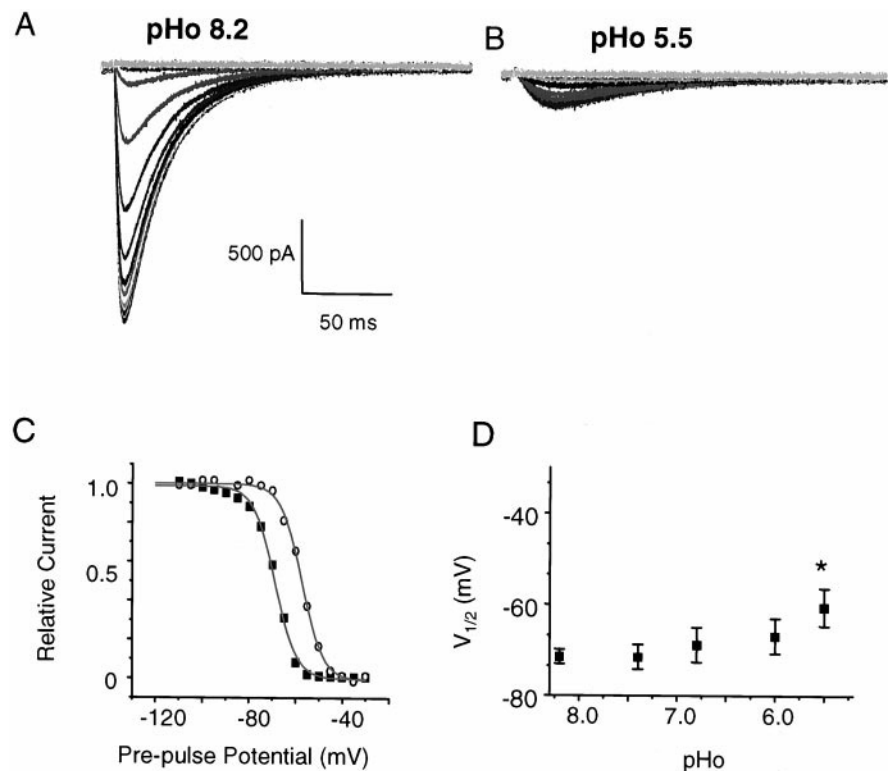 A
pHo 8.2
B
pHo 5.5
500 pA
50 ms
C
Relative Current
1.0
0.5
0
-120
-80
-40
Pre-pulse Potential (mV)
D
V1/2 (mV)
-40
-60
-80
*
8.0
7.0
6.0
pHo